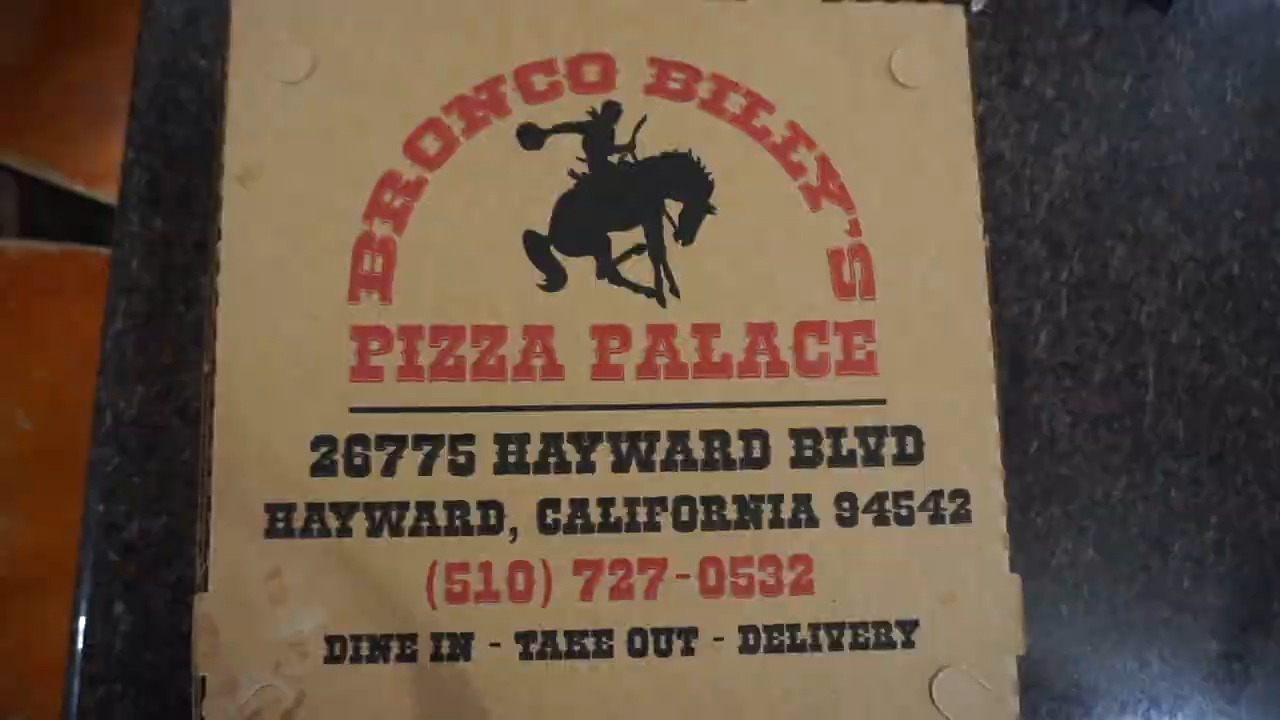 BRONCO BILLY'S
PIZZA PALACE
26775 HAYWARD BLVD
HAYWARD, CALIFORNIA 94542
(510) 727-0532
DINE IN - TAKE OUT - DELIVERY